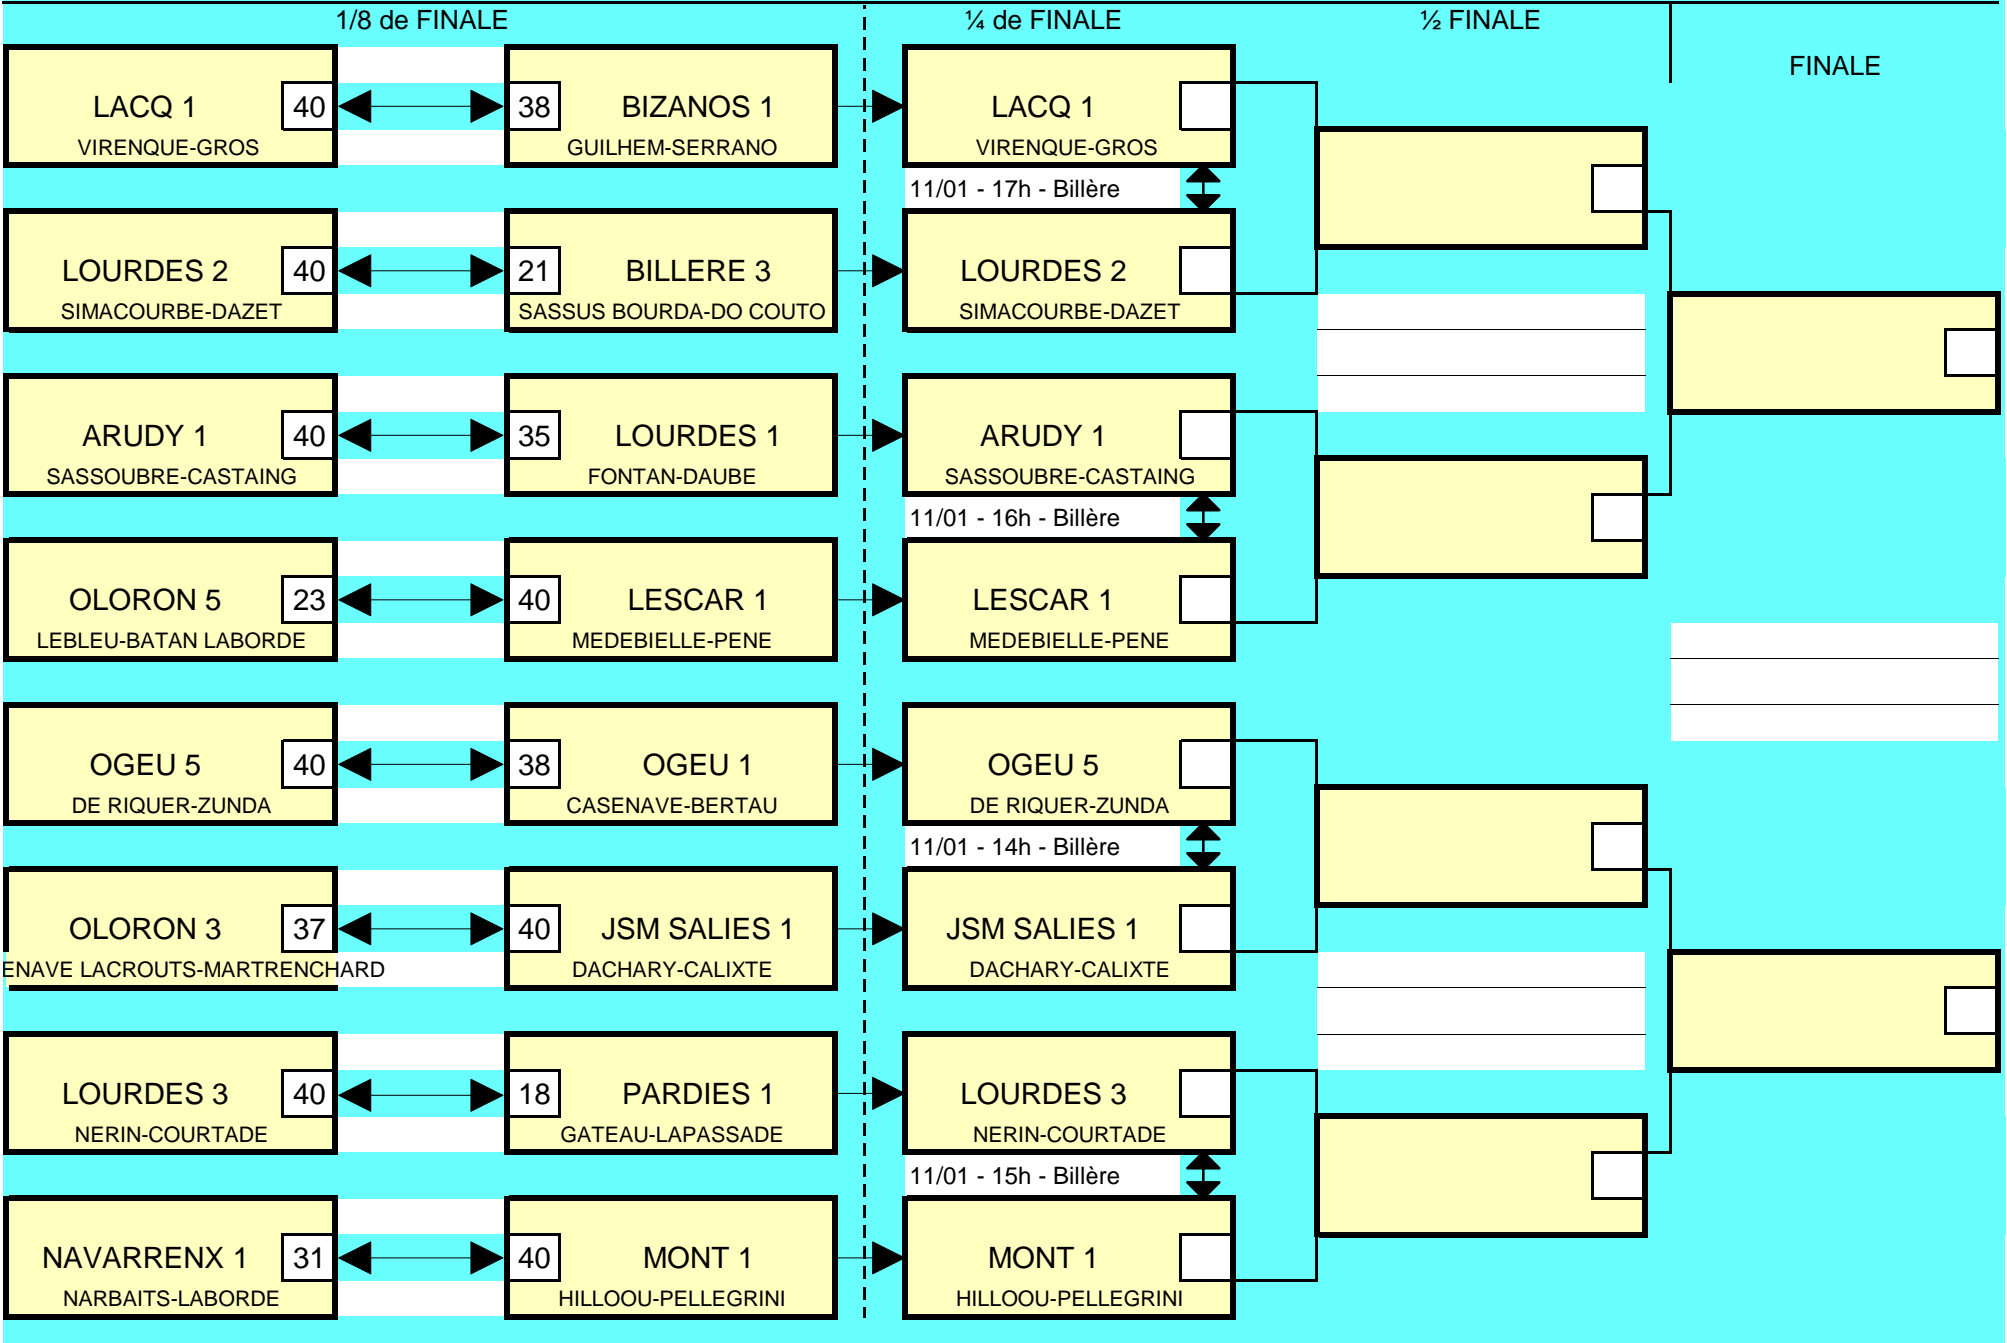 1/8 de FINALE
¼ de FINALE
½ FINALE
FINALE
LACQ 1
40
VIRENQUE-GROS
38
BIZANOS 1
GUILHEM-SERRANO
LACQ 1
VIRENQUE-GROS
11/01 - 17h - Billère
LOURDES 2
40
SIMACOURBE-DAZET
21
BILLERE 3
SASSUS BOURDA-DO COUTO
LOURDES 2
SIMACOURBE-DAZET
ARUDY 1
40
SASSOUBRE-CASTAING
35
LOURDES 1
FONTAN-DAUBE
ARUDY 1
SASSOUBRE-CASTAING
11/01 - 16h - Billère
OLORON 5
23
LEBLEU-BATAN LABORDE
40
LESCAR 1
MEDEBIELLE-PENE
LESCAR 1
MEDEBIELLE-PENE
OGEU 5
40
DE RIQUER-ZUNDA
38
OGEU 1
CASENAVE-BERTAU
OGEU 5
DE RIQUER-ZUNDA
11/01 - 14h - Billère
OLORON 3
37
ENAVE LACROUTS-MARTRENCHARD
40
JSM SALIES 1
DACHARY-CALIXTE
JSM SALIES 1
DACHARY-CALIXTE
LOURDES 3
40
NERIN-COURTADE
18
PARDIES 1
GATEAU-LAPASSADE
LOURDES 3
NERIN-COURTADE
11/01 - 15h - Billère
NAVARRENX 1
31
NARBAITS-LABORDE
40
MONT 1
HILLOOU-PELLEGRINI
MONT 1
HILLOOU-PELLEGRINI